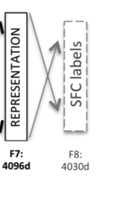 REPRESENTATION
SFC labels
F7:
4096d
F8:
4030d